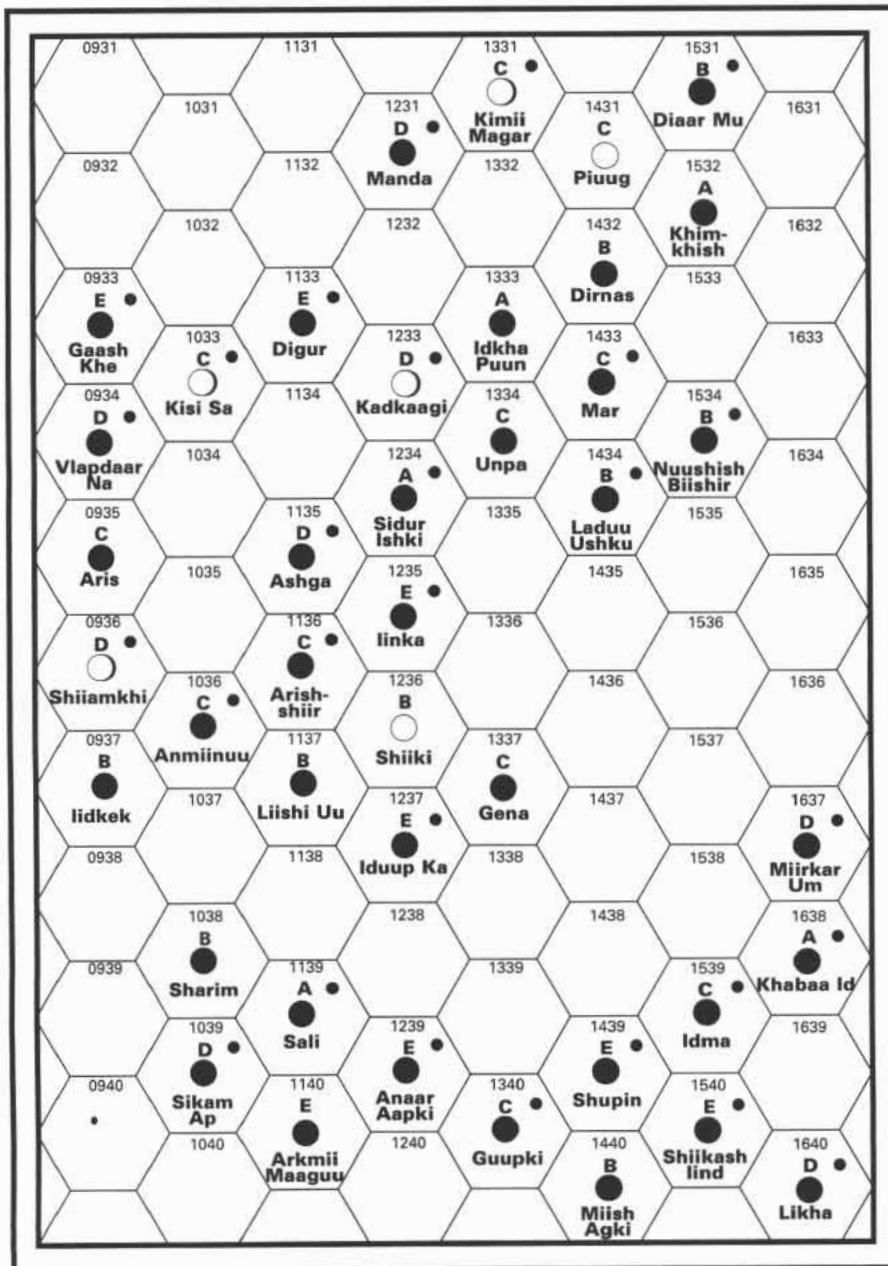 0931
1131
1331
C
Kimii
Magar
1531
B
Diaar Mu
1031
1231
D
Manda
1431
C
Piuug
1631
0932
1132
1332
1532
A
Khim-
khish
1032
1232
1432
B
Dirnas
1632
0933
E
Gaash
Khe
1133
E
Digur
1333
A
Idkha
Puun
1533
1033
C
Kisi Sa
1233
D
Kadkaagi
1433
C
Mar
1633
0934
D
Vlapdaar
Na
1134
1334
C
Unpa
1534
B
Nuushish
Biishir
1034
1234
A
Sidur
Ishki
1434
B
Laduu
Ushku
1634
0935
C
Aris
1135
D
Ashga
1335
1535
1035
1235
E
Iinka
1435
1635
0936
D
Shiiamkhi
1136
C
Arish-
shiir
1336
1536
1036
C
Anmiinuu
1236
B
Shiiki
1436
1636
0937
B
Iidkek
1137
B
Liishi Uu
1337
C
Gena
1537
1037
1237
E
Iduup Ka
1437
1637
D
Miirkar
Um
0938
1138
1338
1538
1038
B
Sharim
1238
1438
1638
A
Khabaa Id
0939
1139
A
Sali
1339
1539
C
Idma
1039
D
Sikam
Ap
1239
E
Anaar
Aapki
1439
E
Shupin
1639
0940
1140
E
Arkmii
Maaguu
1340
C
Guupki
1540
E
Shiikash
Iind
1040
1240
1440
B
Miish
Agki
1640
D
Likha